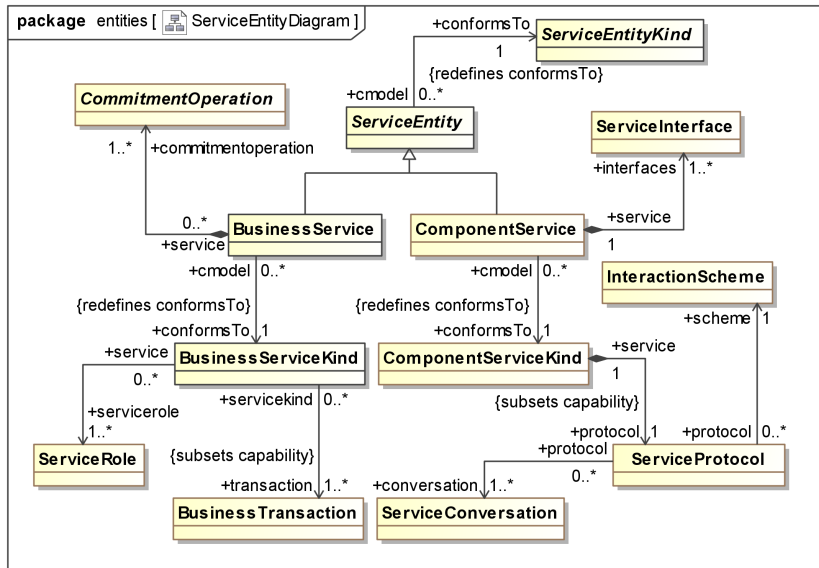 package entities [ ServiceEntityDiagram ]
+conformsTo
ServiceEntityKind
1
{redefines conformsTo}
+cmodel 0..*
CommitmentOperation
ServiceEntity
ServiceInterface
1..* +commitmentoperation
+interfaces 1..*
0..*
+service
BusinessService
ComponentService
+service
1
+cmodel 0..*
+cmodel 0..*
InteractionScheme
{redefines conformsTo}
{redefines conformsTo}
+scheme 1
+conformsTo 1
+conformsTo 1
+service
0..*
BusinessServiceKind
ComponentServiceKind
+service
1
+servicekind 0..*
{subsets capability}
+servicerole
1..*
+protocol 1
+protocol 0..*
ServiceRole
{subsets capability}
+protocol
0..*
ServiceProtocol
+transaction 1..*
+conversation 1..*
BusinessTransaction
ServiceConversation